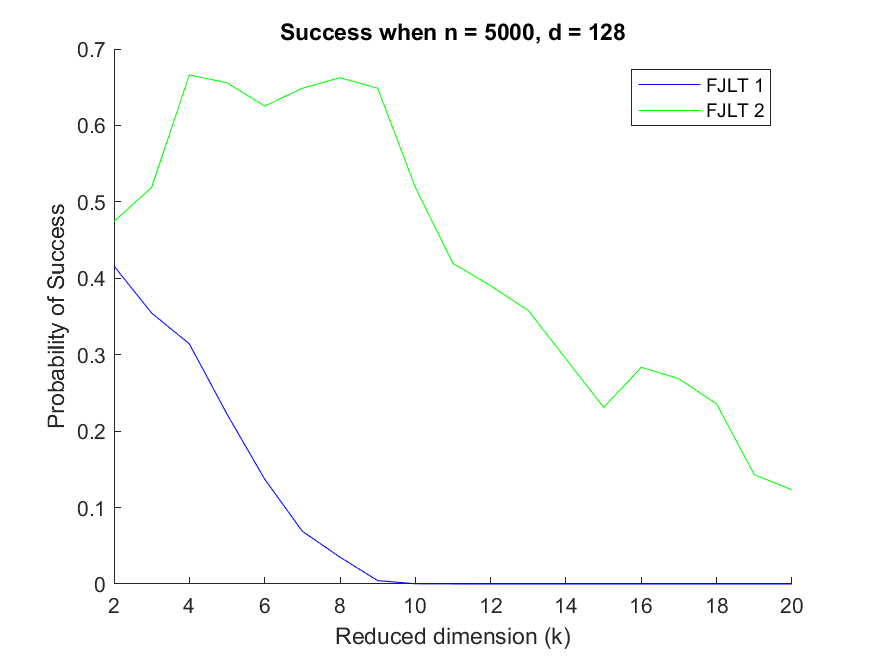 Success when n = 5000, d = 128
FJLT 1
FJLT 2
Probability of Success
0.7
0.6
0.5
0.4
0.3
0.2
0.1
0
2 4 6 8 10 12 14 16 18 20
Reduced dimension (k)